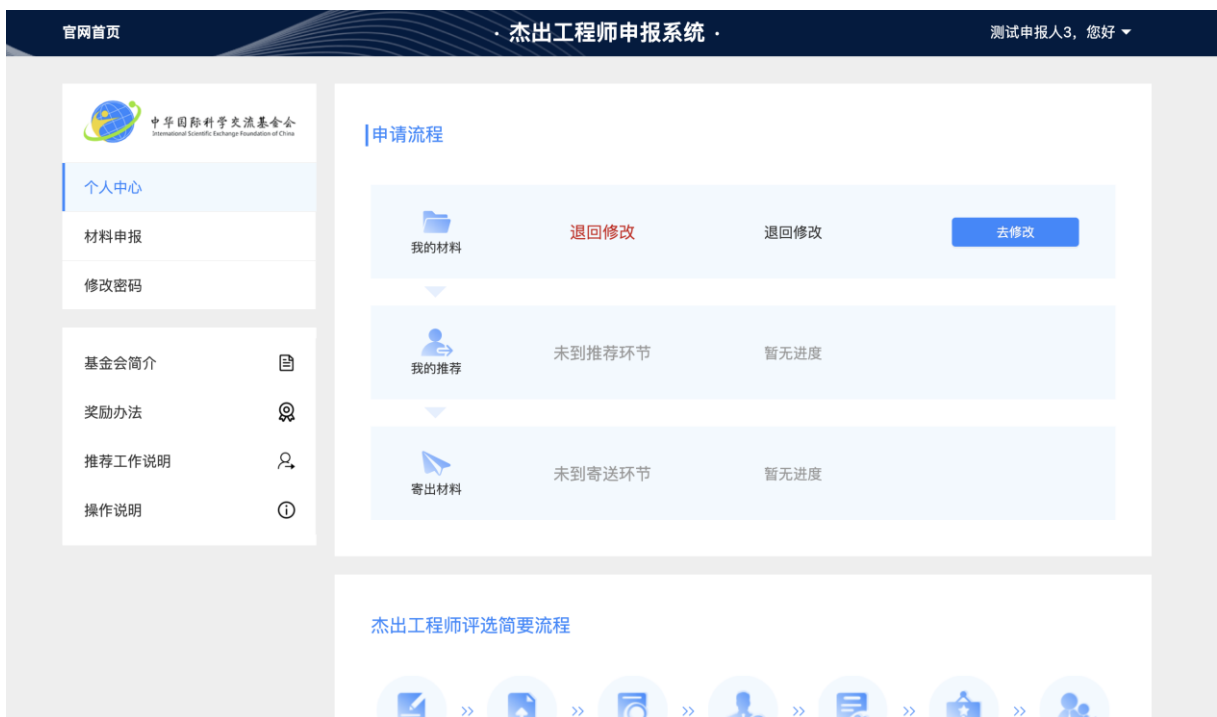 官网首页
· 杰出工程师申报系统 ·
测试申报人3，您好
中华国际科学交流基金会
International Scientific Exchange Foundation of China
个人中心
材料申报
修改密码
基金会简介
奖励办法
推荐工作说明
操作说明
申请流程
我的材料
退回修改
退回修改
去修改
我的推荐
未到推荐环节
暂无进度
寄出材料
未到寄送环节
暂无进度
杰出工程师评选简要流程